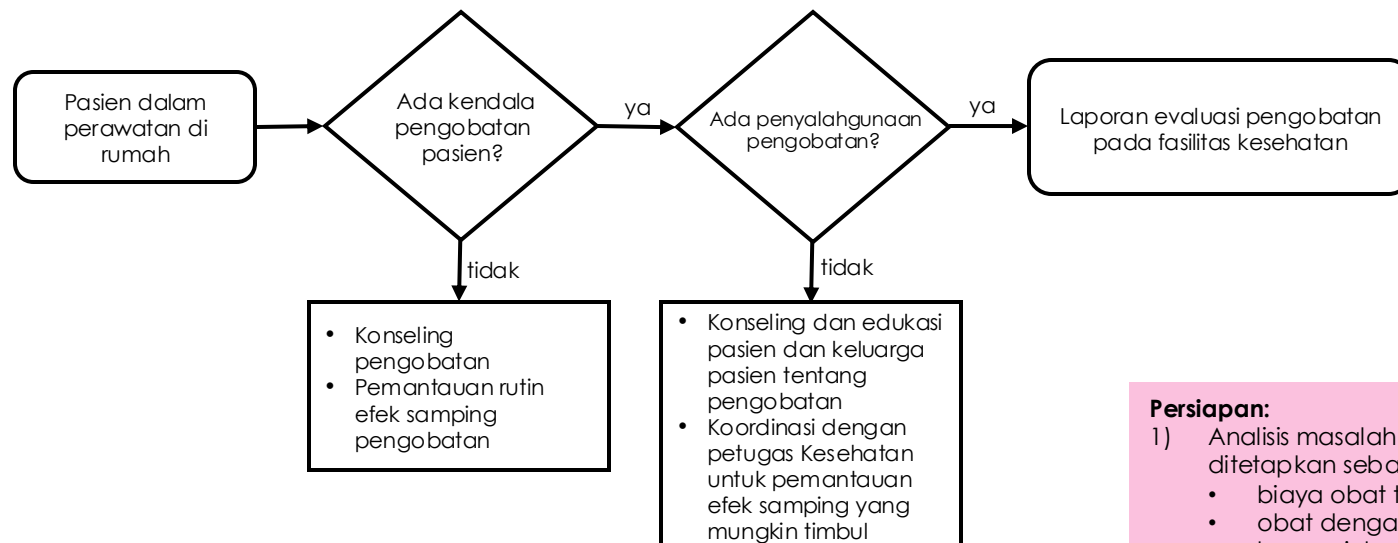 Pasien dalam
perawatan di
rumah
Ada kendala
pengobatan
pasien?
ya
Ada penyalahgunaan
pengobatan?
ya
Laporan evaluasi pengobatan
pada fasilitas kesehatan
tidak
tidak
• Konseling
pengobatan
• Pemantauan rutin
efek samping
pengobatan
• Konseling dan edukasi
pasien dan keluarga
pasien tentang
pengobatan
• Koordinasi dengan
petugas Kesehatan
untuk pemantauan
efek samping yang
mungkin timbul
Persiapan:
1) Analisis masalah
ditetapkan
• biaya obat
• obat